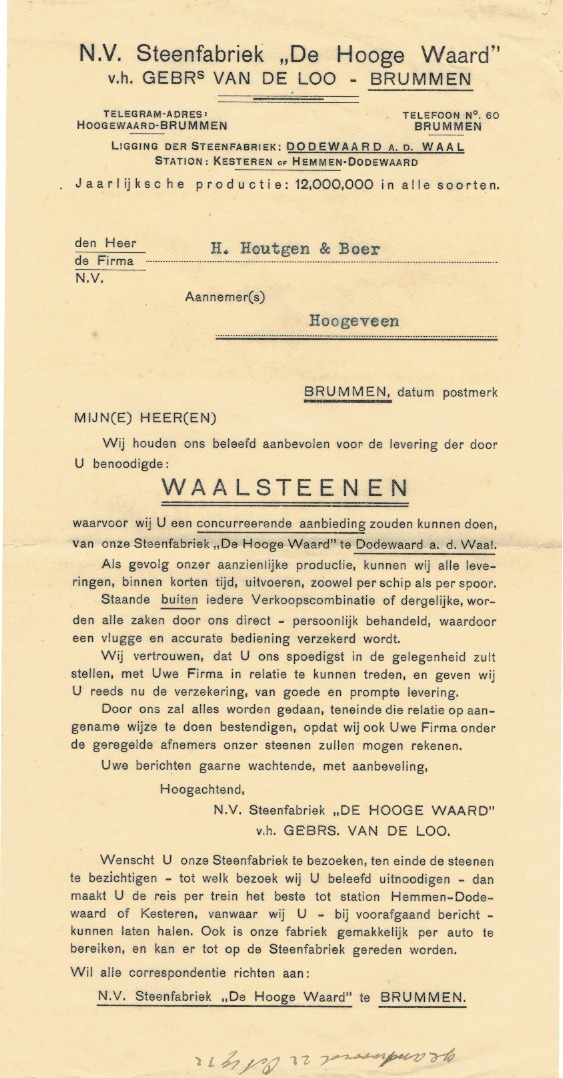 N.V. Steenfabriek „De Hooge Waard”
v.h. GEBRS VAN DE LOO - BRUMMEN
TELEGRAM-ADRES:
HOOGEWAARD-BRUMMEN
TELEFOON No. 60
BRUMMEN
LIGGING DER STEENFABRIEK: DODEWAARD A. D. WAAL
STATION: KESTEREN OF HEMMEN-DODEWAARD
Jaarlijksche productie: 12,000,000 in alle soorten.
den Heer
de Firma
N.V.
H. Houtgen & Boer
Aannemer(s)
Hoogeveen
BRUMMEN, datum postmerk
MIJN(E) HEER(EN)
Wij houden ons beleefd aanbevolen voor de levering der door
U benoodigde:
WAALSTEENEN
waarvoor wij U een concurreerende aanbieding zouden kunnen doen,
van onze Steenfabriek „De Hooge Waard” te Dodewaard a. d. Waal.
Als gevolg onzer aanzienlijke productie, kunnen wij alle leve-
ringen, binnen korten tijd, uitvoeren, zoowel per schip als per spoor.
Staande buiten iedere Verkoopscombinatie of dergelijke, wor-
den alle zaken door ons direct - persoonlijk behandeld, waardoor
een vlugge en accurate bediening verzekerd wordt.
Wij vertrouwen, dat U ons spoedigst in de gelegenheid zult
stellen, met Uwe Firma in relatie te kunnen treden, en geven wij
U reeds nu de verzekering, van goede en prompte levering.
Door ons zal alles worden gedaan, teneinde die relatie op aan-
gename wijze te doen bestendigen, opdat wij ook Uwe Firma onder
de geregelde afnemers onzer steenen zullen mogen rekenen.
Uwe berichten gaarne wachtende, met aanbeveling,
Hoogachtend,
N.V. Steenfabriek „DE HOOGE WAARD”
v.h. GEBRS. VAN DE LOO.
Wenscht U onze Steenfabriek te bezoeken, ten einde de steenen
te bezichtigen - tot welk bezoek wij U beleefd uitnoodigen - dan
maakt U de reis per trein het beste tot station Hemmen-Dode-
waard of Kesteren, vanwaar wij U - bij voorafgaand bericht -
kunnen laten halen. Ook is onze fabriek gemakkelijk per auto te
bereiken, en kan er tot op de Steenfabriek gereden worden.
Wil alle correspondentie richten aan:
N.V. Steenfabriek „De Hooge Waard” te BRUMMEN.